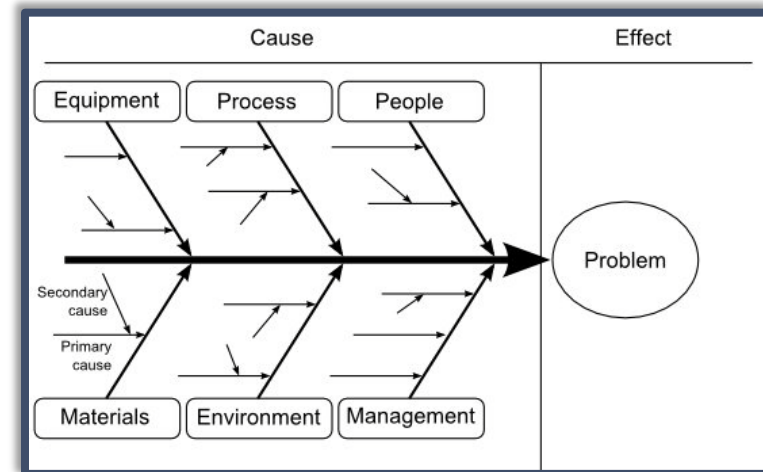 Cause
Effect
Equipment
Process
People
Problem
Secondary
cause
Primary
cause
Materials
Environment
Management